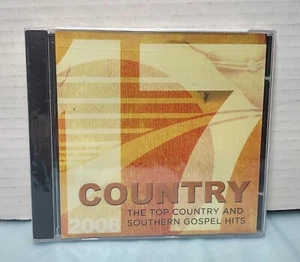 17
COUNTRY
2008
THE TOP COUNTRY AND
SOUTHERN GOSPEL HITS